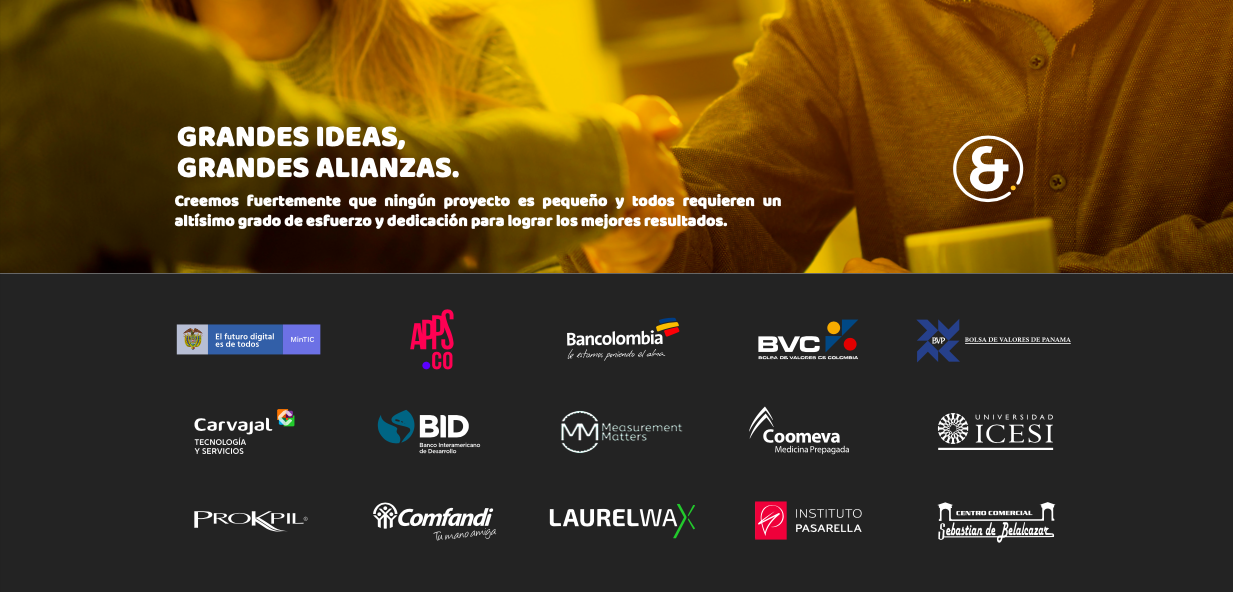 GRANDES IDEAS,
GRANDES ALIANZAS.
Creemos fuertemente que ningún proyecto es pequeño y todos requieren un
altísimo grado de esfuerzo y dedicación para lograr los mejores resultados.
&
El futuro digital
es de todos
MinTIC
APPS
.CO
Bancolombia
le estamos poniendo el alma
BVC
BOLSA DE VALORES DE COLOMBIA
BVP
BOLSA DE VALORES DE PANAMA
Carvajal
TECNOLOGÍA
Y SERVICIOS
BID
Banco Interamericano
de Desarrollo
MM
Measurement
Matters
Coomeva
Medicina Prepagada
UNIVERSIDAD
ICESI
PROKPIL®
Comfandi
Tu mano amiga
LAURELWAX
INSTITUTO
PASARELLA
CENTRO COMERCIAL
Sebastian de Belalcazar